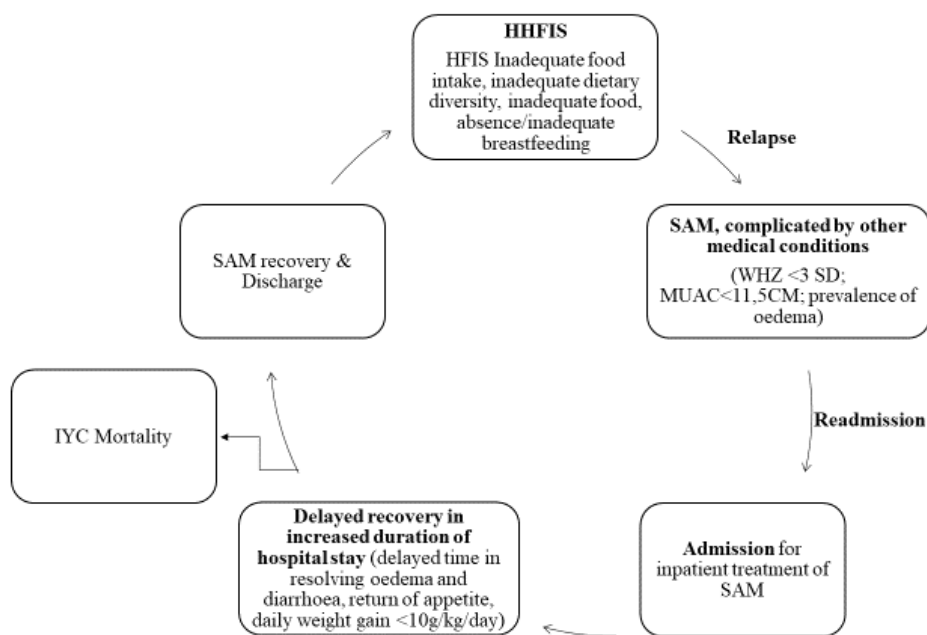 HHFIS
HFIS Inadequate food
intake, inadequate dietary
diversity, inadequate food,
absence/inadequate
breastfeeding
Relapse
SAM, complicated by other
medical conditions
(WHZ <3 SD;
MUAC<11,5CM; prevalence of
oedema)
Readmission
Admission for
inpatient treatment of
SAM
Delayed recovery in
increased duration of
hospital stay (delayed time in
resolving oedema and
diarrhoea, return of appetite,
daily weight gain <10g/kg/day)
IYC Mortality
SAM recovery &
Discharge